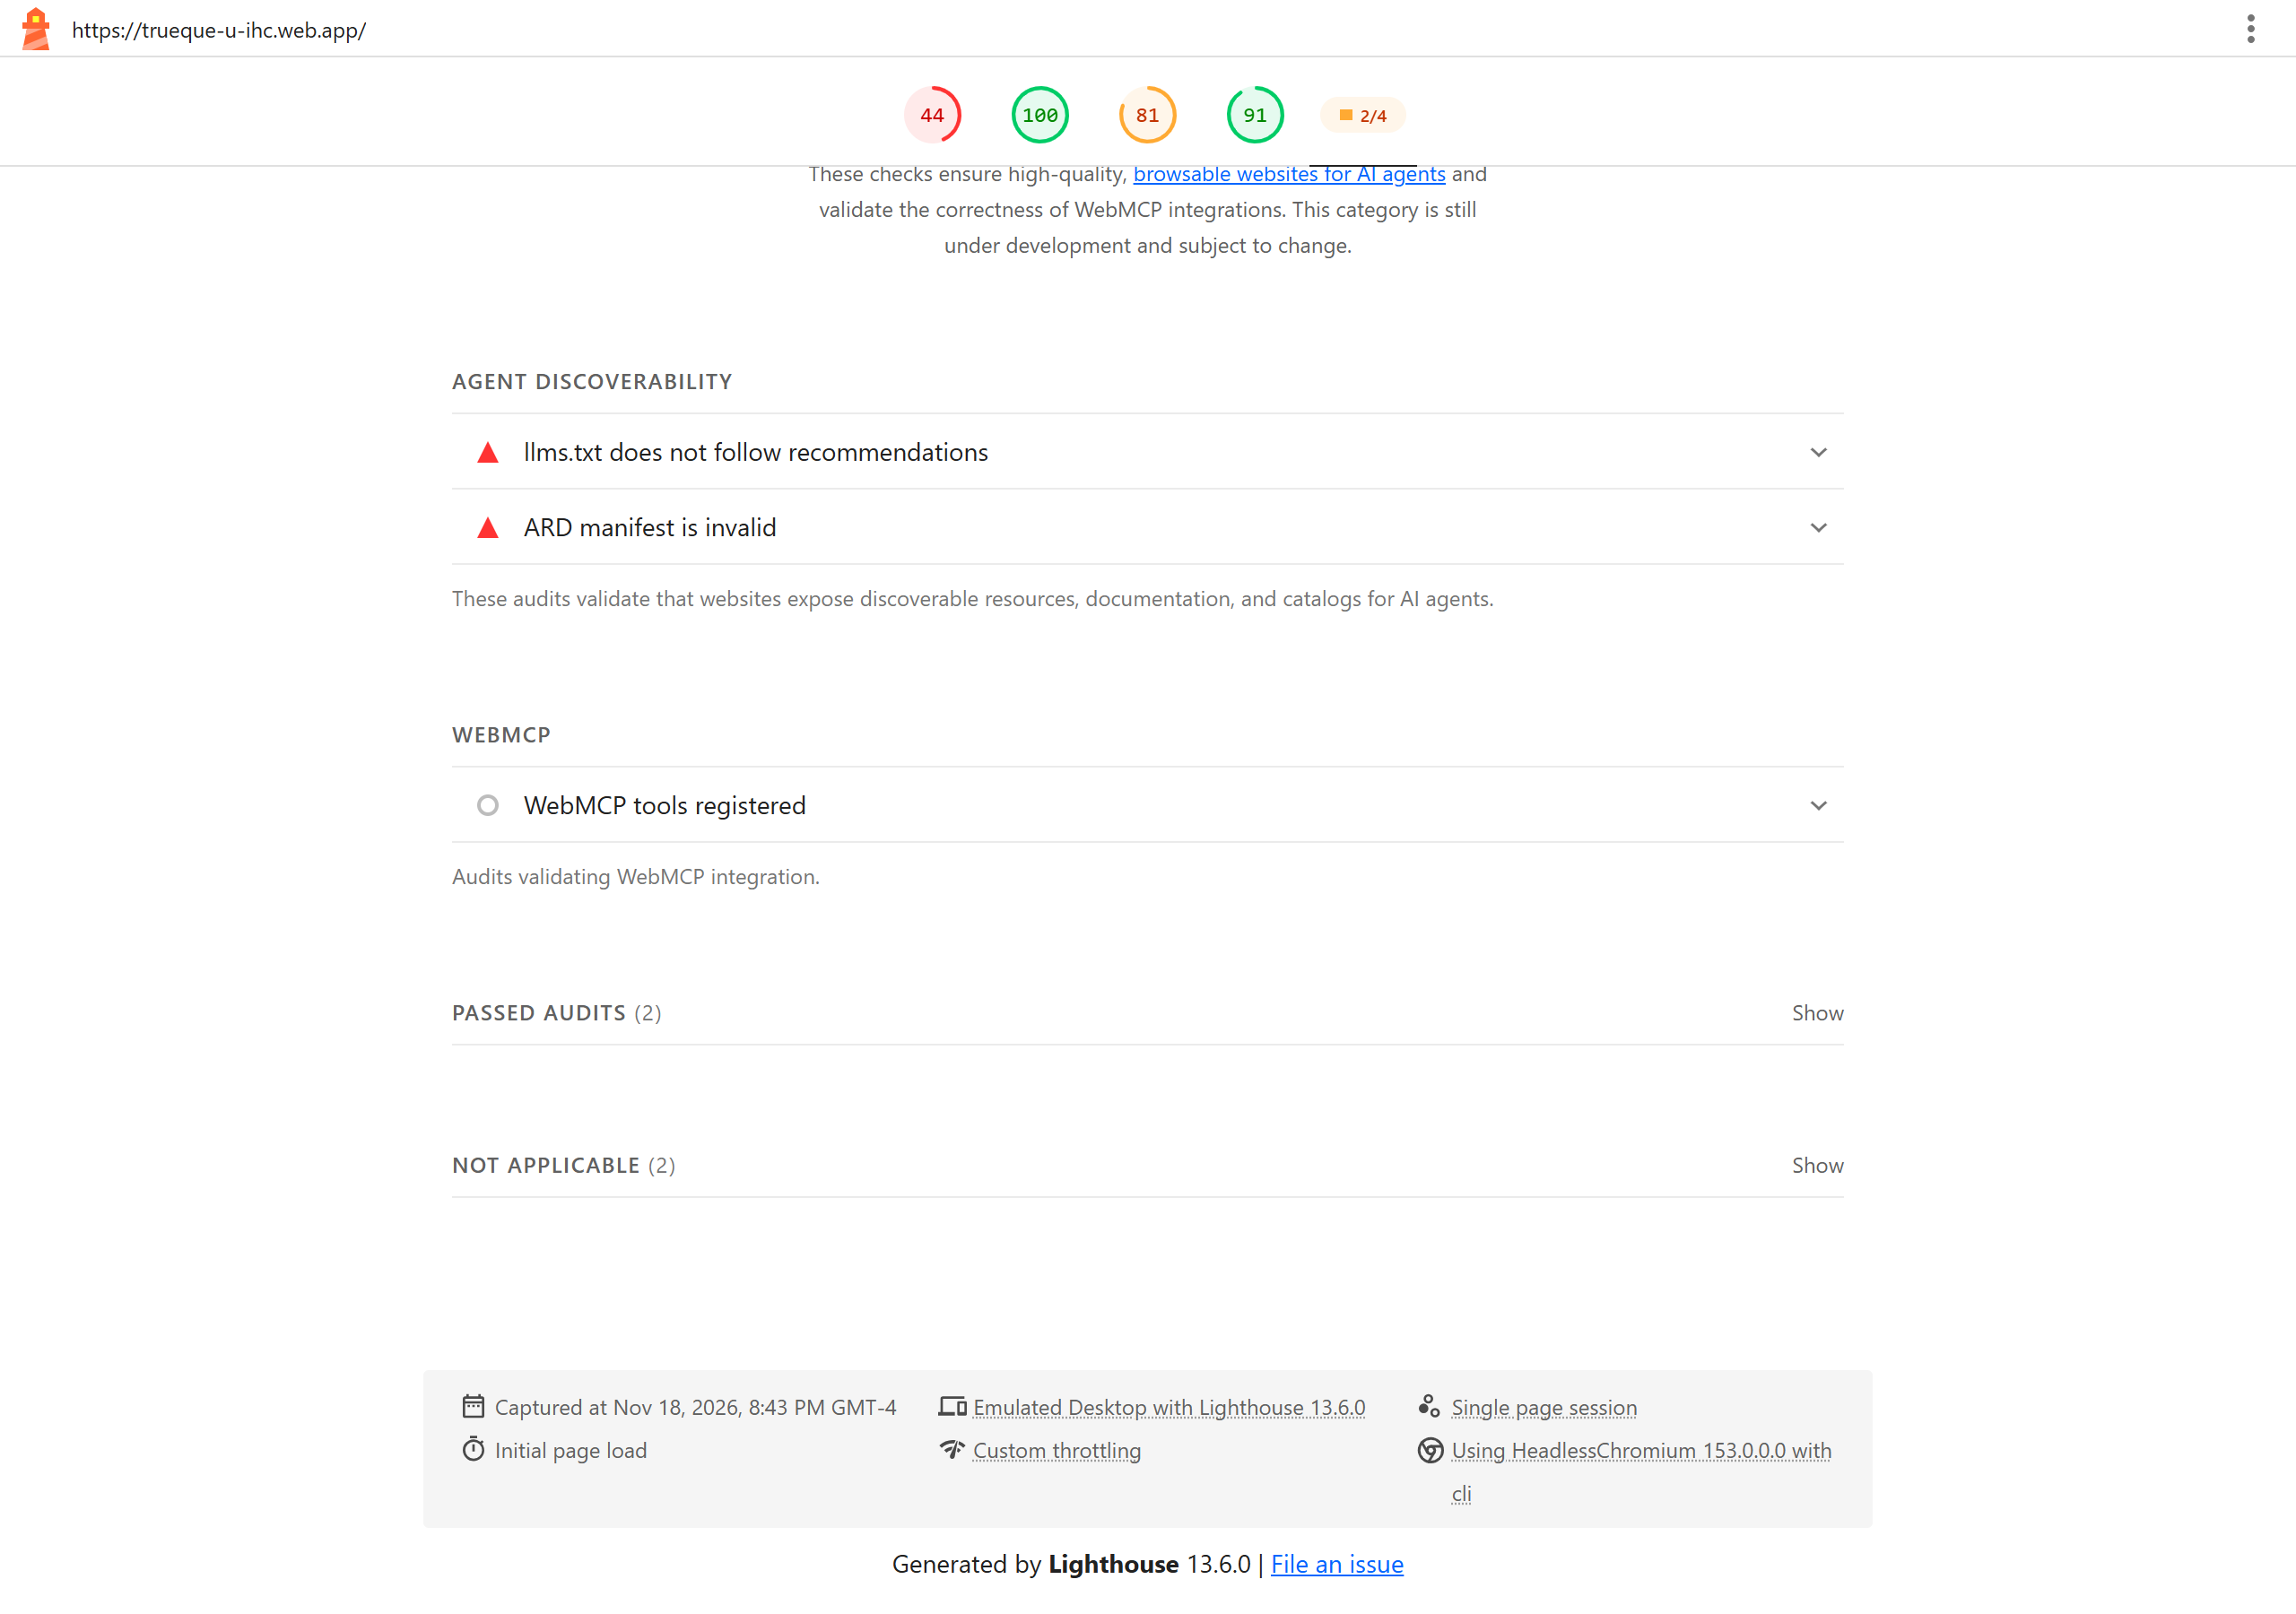 https://trueque-u-ihc.web.app/
44
100
81
91
2/4
These checks ensure high-quality, browsable websites for AI agents and
validate the correctness of WebMCP integrations. This category is still
under development and subject to change.
AGENT DISCOVERABILITY
llms.txt does not follow recommendations
ARD manifest is invalid
These audits validate that websites expose discoverable resources, documentation, and catalogs for AI agents.
WEBMCP
WebMCP tools registered
Audits validating WebMCP integration.
PASSED AUDITS (2)
Show
NOT APPLICABLE (2)
Show
Captured at Nov 18, 2026, 8:43 PM GMT-4
Emulated Desktop with Lighthouse 13.6.0
Single page session
Initial page load
Custom throttling
Using HeadlessChromium 153.0.0.0 with
cli
Generated by Lighthouse 13.6.0 | File an issue